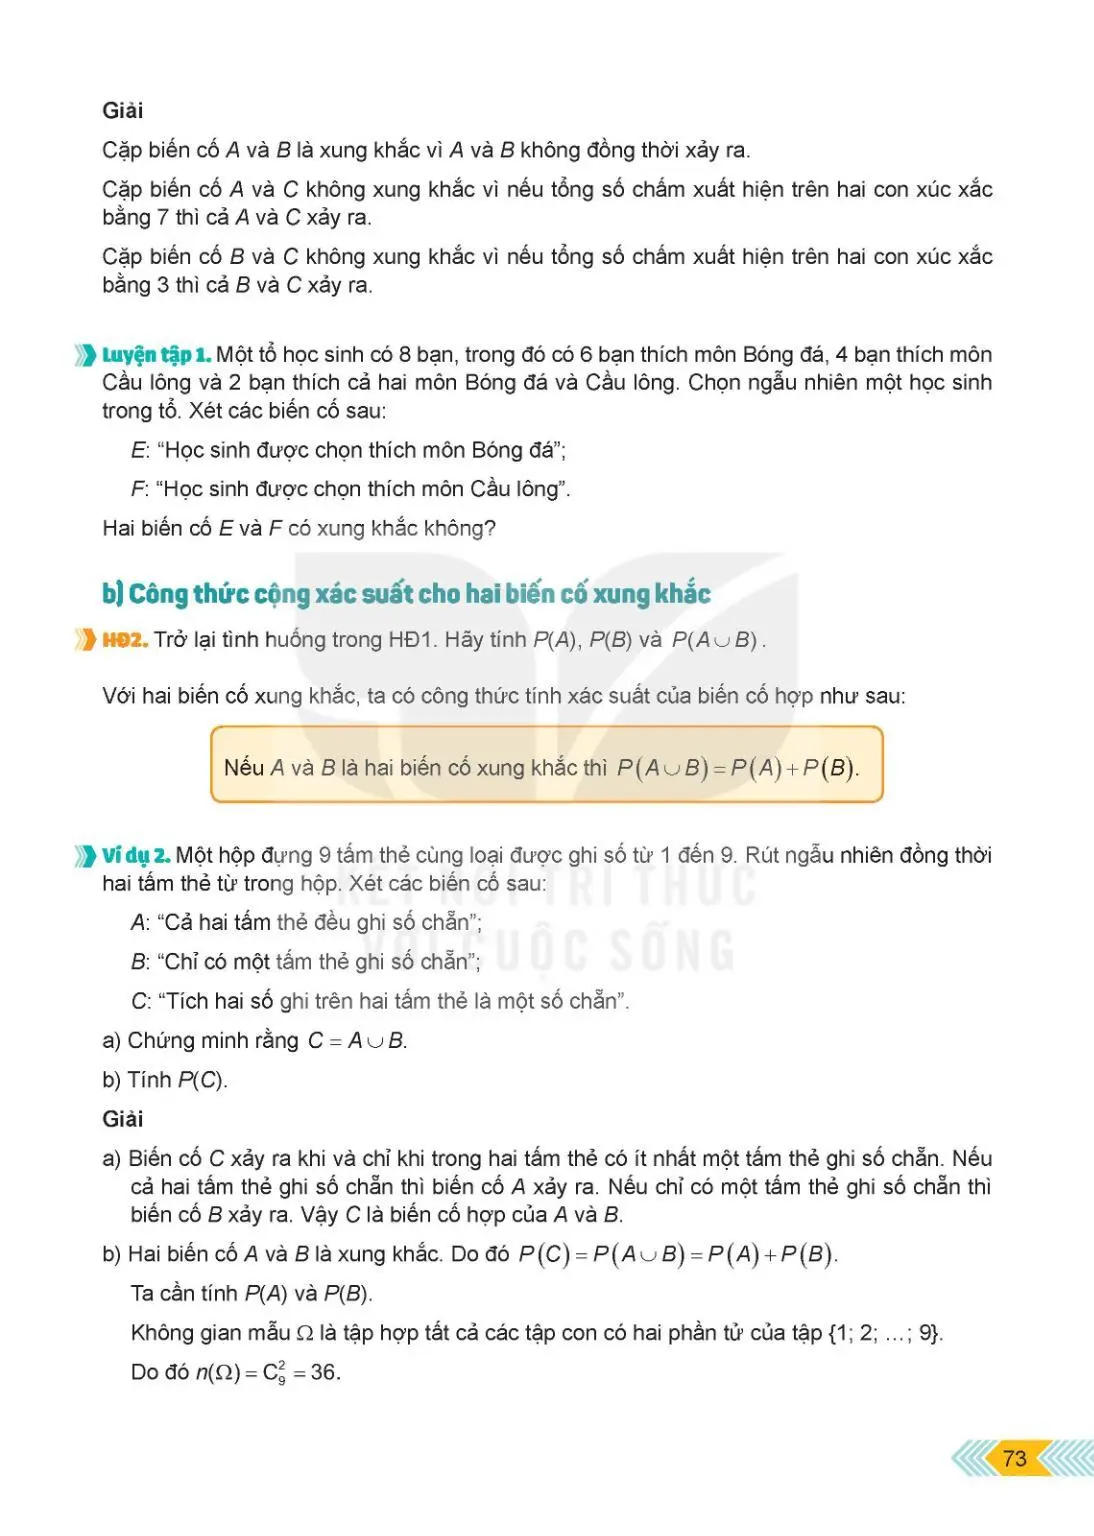 Giải
Cặp biến cố A và B là xung khắc vì A và B không đồng thời xảy ra.
Cặp biến cố A và C không xung khắc vì nếu tổng số chấm xuất hiện trên hai con xúc xắc
bằng 7 thì cả A và C xảy ra.
Cặp biến cố B và C không xung khắc vì nếu tổng số chấm xuất hiện trên hai con xúc xắc
bằng 3 thì cả B và C xảy ra.
Luyện tập 1. Một tổ học sinh có 8 bạn, trong đó có 6 bạn thích môn Bóng đá, 4 bạn thích môn
Cầu lông và 2 bạn thích cả hai môn Bóng đá và Cầu lông. Chọn ngẫu nhiên một học sinh
trong tổ. Xét các biến cố sau:
E: “Học sinh được chọn thích môn Bóng đá”;
F: “Học sinh được chọn thích môn Cầu lông”.
Hai biến cố E và F có xung khắc không?
b) Công thức cộng xác suất cho hai biến cố xung khắc
HĐ2. Trở lại tình huống trong HĐ1. Hãy tính P(A), P(B) và P(A ∪ B).
Với hai biến cố xung khắc, ta có công thức tính xác suất của biến cố hợp như sau:
Nếu A và B là hai biến cố xung khắc thì P(A ∪ B) = P(A) + P(B).
Ví dụ 2. Một hộp đựng 9 tấm thẻ cùng loại được ghi số từ 1 đến 9. Rút ngẫu nhiên đồng thời
hai tấm thẻ từ trong hộp. Xét các biến cố sau:
KẾT NỐI TRI THỨC
A: “Cả hai tấm thẻ đều ghi số chẵn”;
VỚI CUỘC SỐNG
B: “Chỉ có một tấm thẻ ghi số chẵn”;
C: “Tích hai số ghi trên hai tấm thẻ là một số chẵn”.
a) Chứng minh rằng C = A ∪ B.
b) Tính P(C).
Giải
a) Biến cố C xảy ra khi và chỉ khi trong hai tấm thẻ có ít nhất một tấm thẻ ghi số chẵn. Nếu
cả hai tấm thẻ ghi số chẵn thì biến cố A xảy ra. Nếu chỉ có một tấm thẻ ghi số chẵn thì
biến cố B xảy ra. Vậy C là biến cố hợp của A và B.
b) Hai biến cố A và B là xung khắc. Do đó P(C) = P(A ∪ B) = P(A) + P(B).
Ta cần tính P(A) và P(B).
Không gian mẫu Ω là tập hợp tất cả các tập con có hai phần tử của tập {1; 2; ...; 9}.
Do đó n(Ω) = C₉² = 36.
73